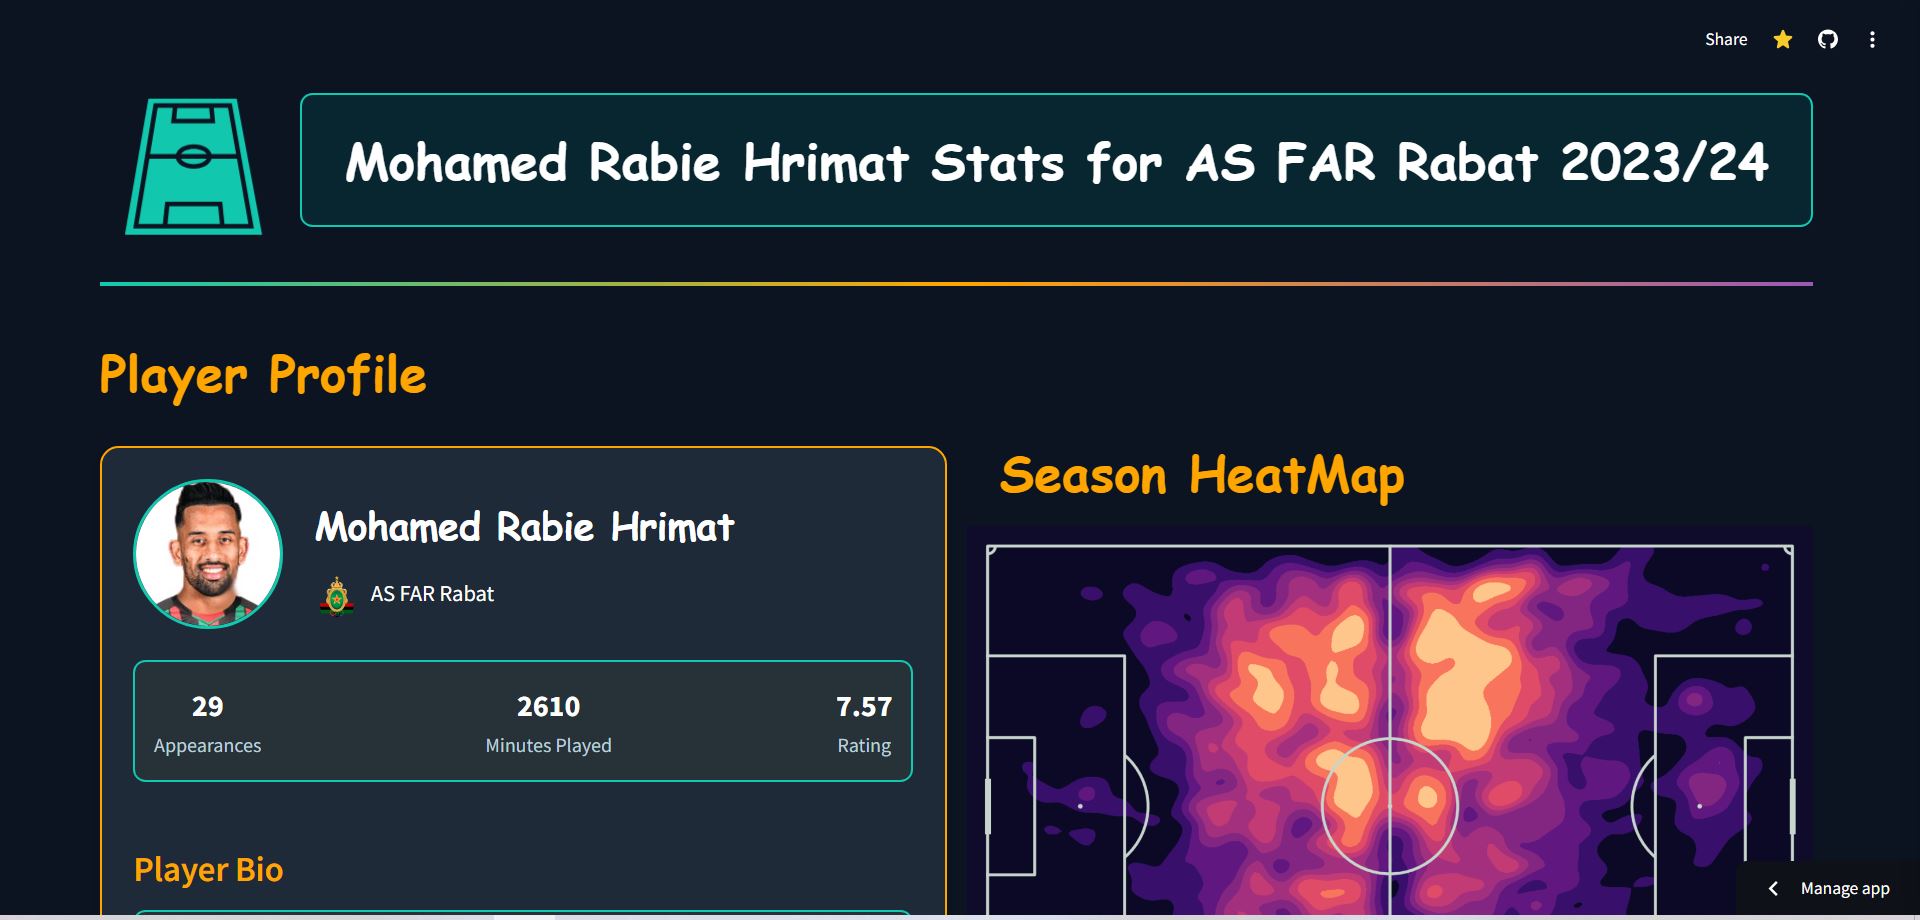 Share
Mohamed Rabie Hrimat Stats for AS FAR Rabat 2023/24
Player Profile
Mohamed Rabie Hrimat
AS FAR Rabat
29
Appearances
2610
Minutes Played
7.57
Rating
Player Bio
Season HeatMap
Manage app